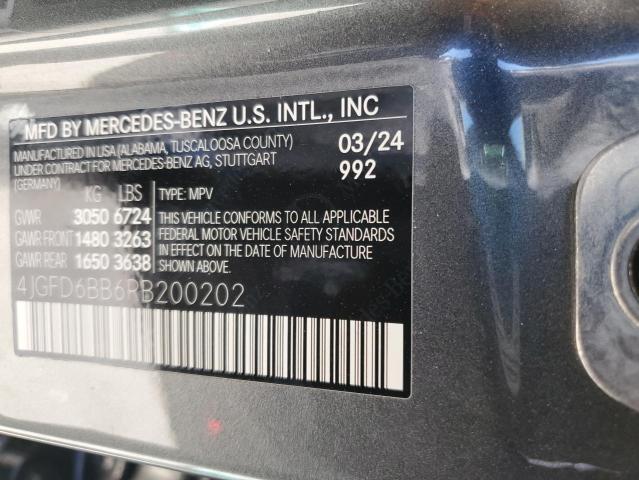 MFD BY MERCEDES-BENZ U.S. INTL., INC
MANUFACTURED IN USA (ALABAMA, TUSCALOOSA COUNTY) 03/24
UNDER CONTRACT FOR MERCEDES-BENZ AG, STUTTGART 992
(GERMANY) KG LBS TYPE: MPV
GVWR 3050 6724 THIS VEHICLE CONFORMS TO ALL APPLICABLE
GAWR FRONT 1480 3263 FEDERAL MOTOR VEHICLE SAFETY STANDARDS
GAWR REAR 1650 3638 IN EFFECT ON THE DATE OF MANUFACTURE
SHOWN ABOVE.
4JGFD6BB6RB200202